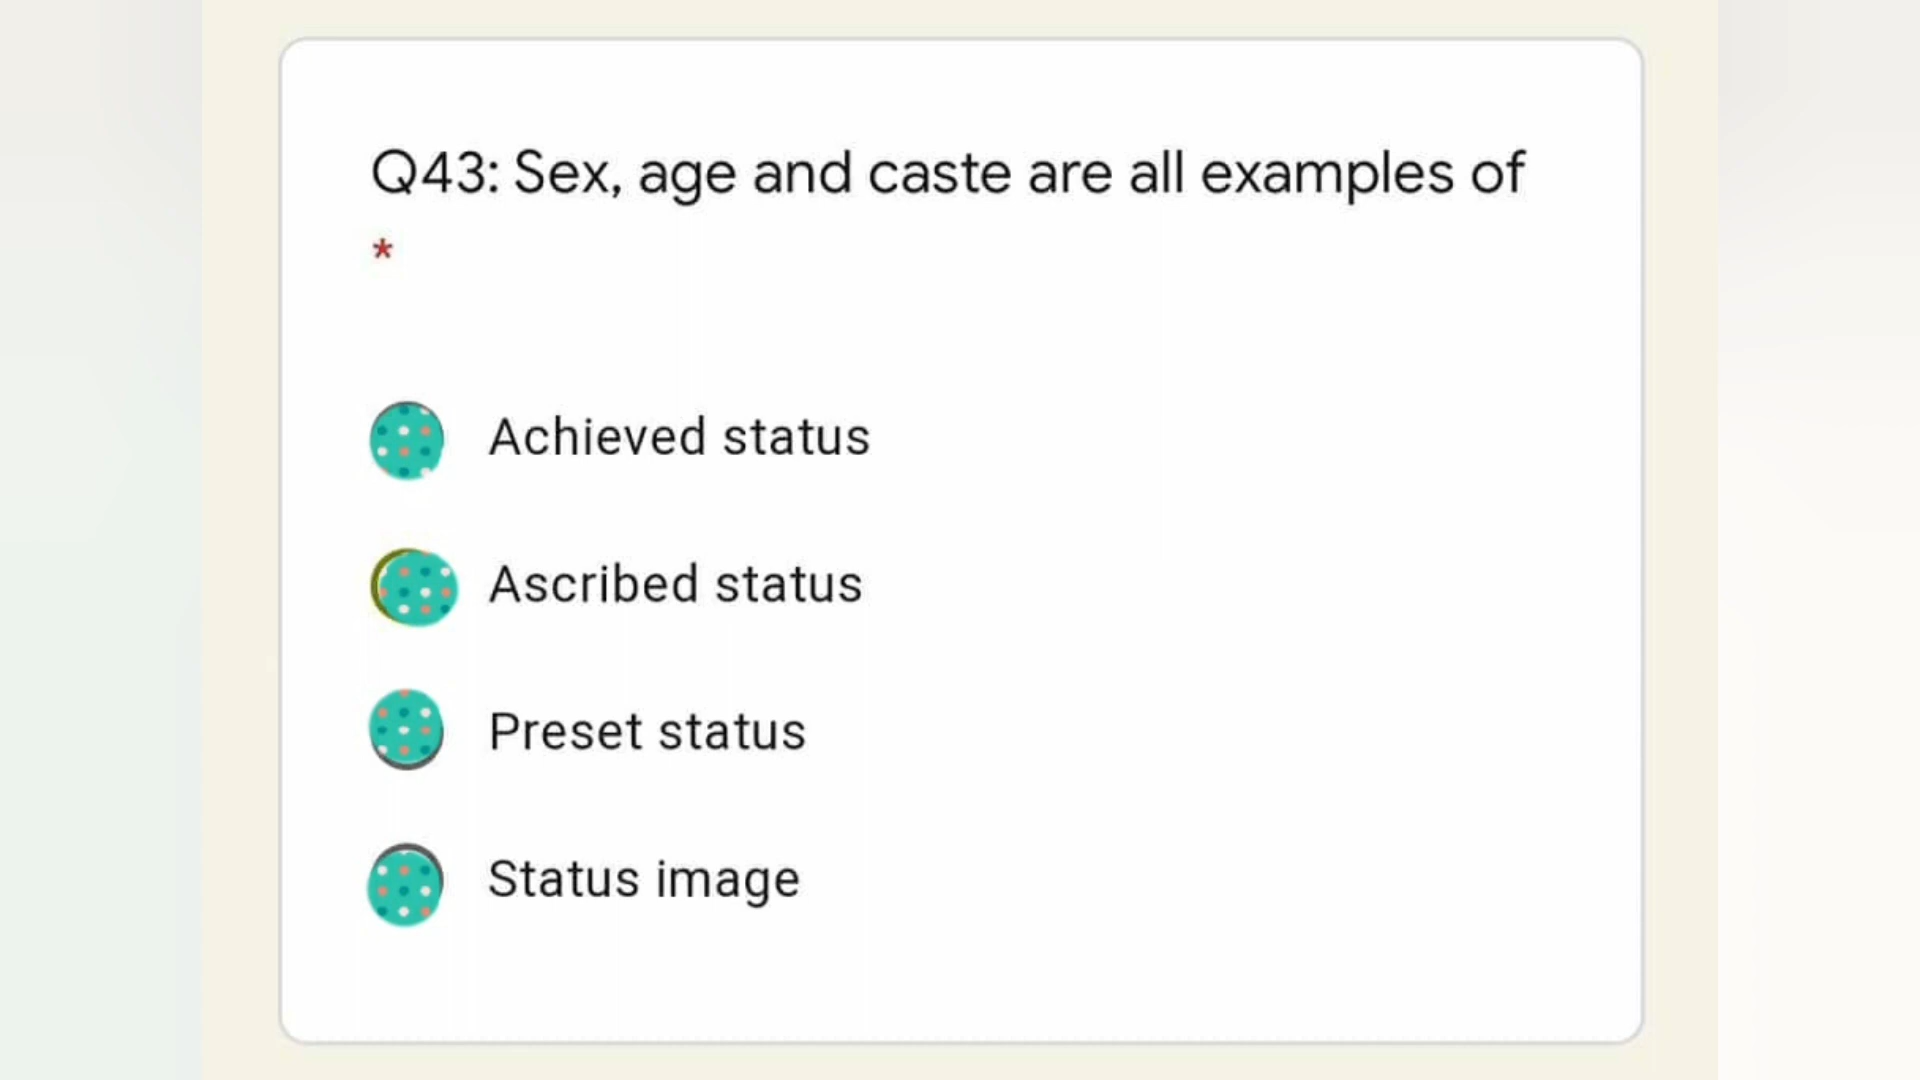 Q43: Sex, age and caste are all examples of
*
Achieved status
Ascribed status
Preset status
Status image